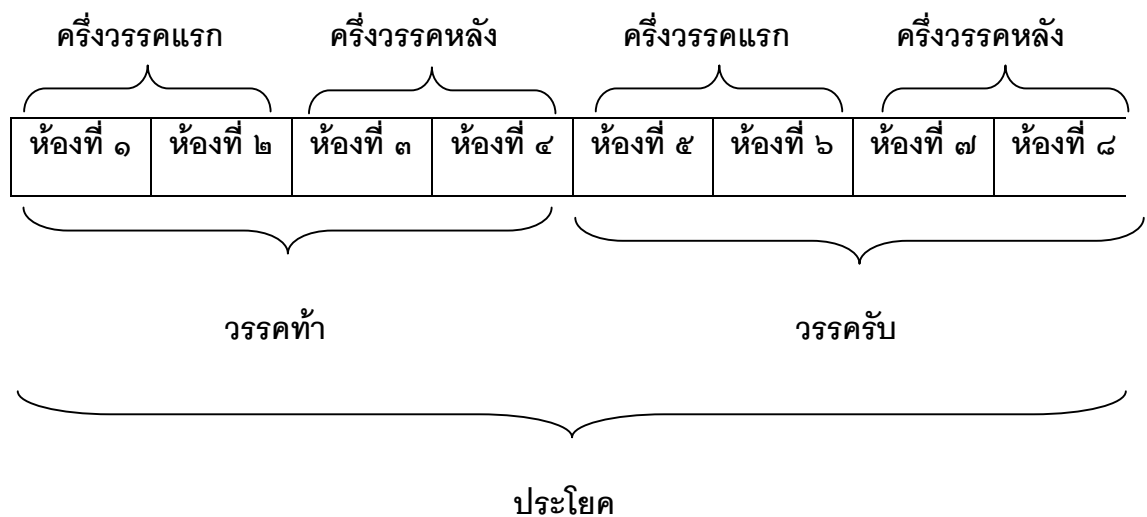 ครึ่งวรรคแรก ครึ่งวรรคหลัง ครึ่งวรรคแรก ครึ่งวรรคหลัง
ห้องที่ ๑ ห้องที่ ๒ ห้องที่ ๓ ห้องที่ ๔ ห้องที่ ๕ ห้องที่ ๖ ห้องที่ ๗ ห้องที่ ๘
วรรคท้า วรรครับ
ประโยค